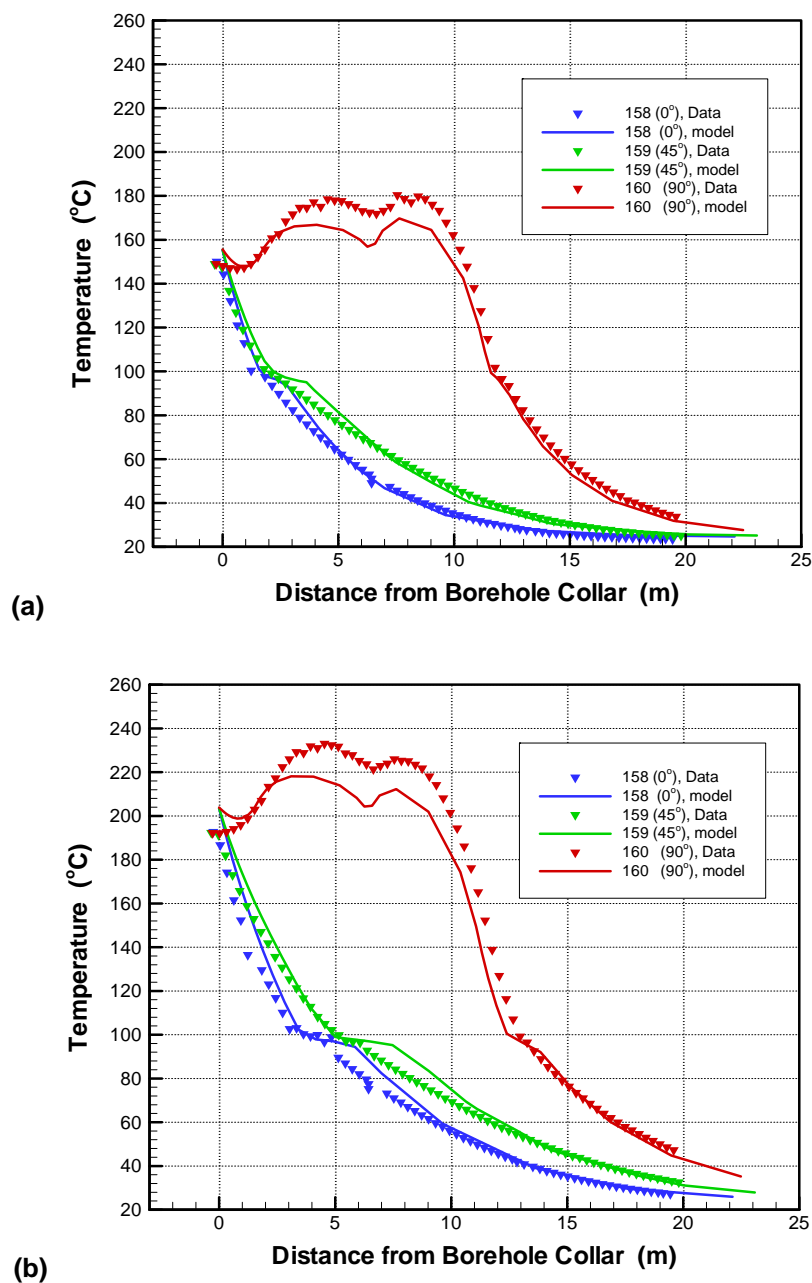 260
240
220
200
180
160
140
120
100
80
60
40
20
Temperature (°C)
158 (0°), Data
158 (0°), model
159 (45°), Data
159 (45°), model
160 (90°), Data
160 (90°), model
0 5 10 15 20 25
Distance from Borehole Collar (m)
(a)
260
240
220
200
180
160
140
120
100
80
60
40
20
Temperature (°C)
158 (0°), Data
158 (0°), model
159 (45°), Data
159 (45°), model
160 (90°), Data
160 (90°), model
0 5 10 15 20 25
Distance from Borehole Collar (m)
(b)